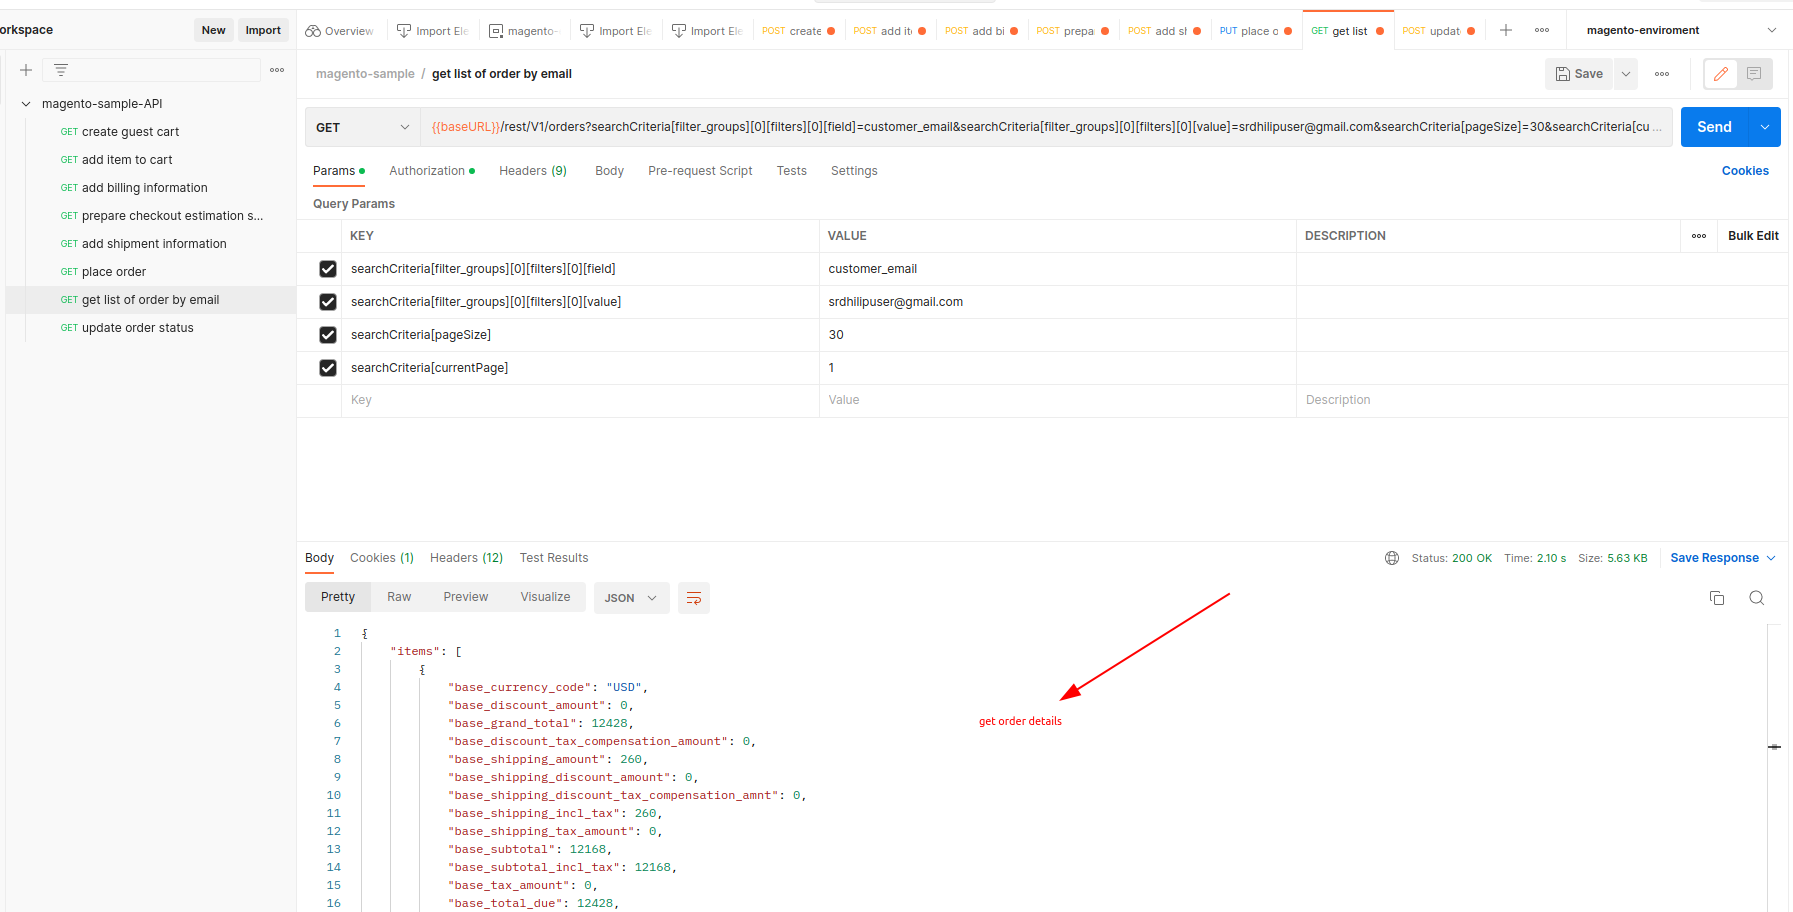 orkspace
New
Import
Overview
Import Ele
magento-
Import Ele
Import Ele
POST create
POST add it
POST add bi
POST prepa
POST add sh
PUT place o
GET get list
POST updat
magento-enviroment
magento-sample / get list of order by email
Save
magento-sample-API
GET create guest cart
GET add item to cart
GET add billing information
GET prepare checkout estimation s...
GET add shipment information
GET place order
GET get list of order by email
GET update order status
GET
{{baseURL}}/rest/V1/orders?searchCriteria[filter_groups][0][filters][0][field]=customer_email&searchCriteria[filter_groups][0][filters][0][value]=srdhilipuser@gmail.com&searchCriteria[pageSize]=30&searchCriteria[cu ...
Send
Params
Authorization
Headers (9)
Body
Pre-request Script
Tests
Settings
Cookies
Query Params
KEY VALUE DESCRIPTION
Bulk Edit
searchCriteria[filter_groups][0][filters][0][field] customer_email
searchCriteria[filter_groups][0][filters][0][value] srdhilipuser@gmail.com
searchCriteria[pageSize] 30
searchCriteria[currentPage] 1
Key Value Description
Body
Cookies (1)
Headers (12)
Test Results
Status: 200 OK Time: 2.10 s Size: 5.63 KB
Save Response
Pretty
Raw
Preview
Visualize
JSON
1 {
2 "items": [
3 {
4 "base_currency_code": "USD",
5 "base_discount_amount": 0,
6 "base_grand_total": 12428,
7 "base_discount_tax_compensation_amount": 0,
8 "base_shipping_amount": 260,
9 "base_shipping_discount_amount": 0,
10 "base_shipping_discount_tax_compensation_amnt": 0,
11 "base_shipping_incl_tax": 260,
12 "base_shipping_tax_amount": 0,
13 "base_subtotal": 12168,
14 "base_subtotal_incl_tax": 12168,
15 "base_tax_amount": 0,
16 "base_total_due": 12428,
get order details